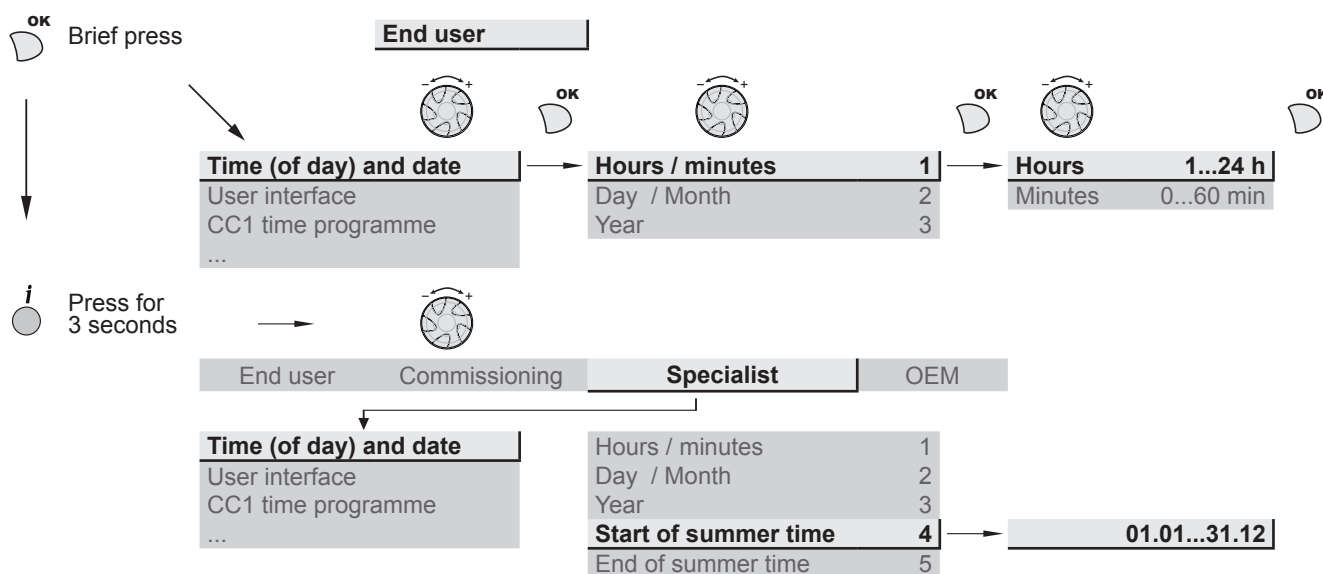 OK
Brief press
End user
- +
- +
- +
OK
OK
OK
Time (of day) and date
Hours / minutes 1
Hours 1...24 h
User interface
Day / Month 2
Minutes 0...60 min
CC1 time programme
Year 3
...
i
Press for
3 seconds
- +
End user Commissioning Specialist OEM
Time (of day) and date
Hours / minutes 1
User interface
Day / Month 2
CC1 time programme
Year 3
...
Start of summer time 4
01.01...31.12
End of summer time 5